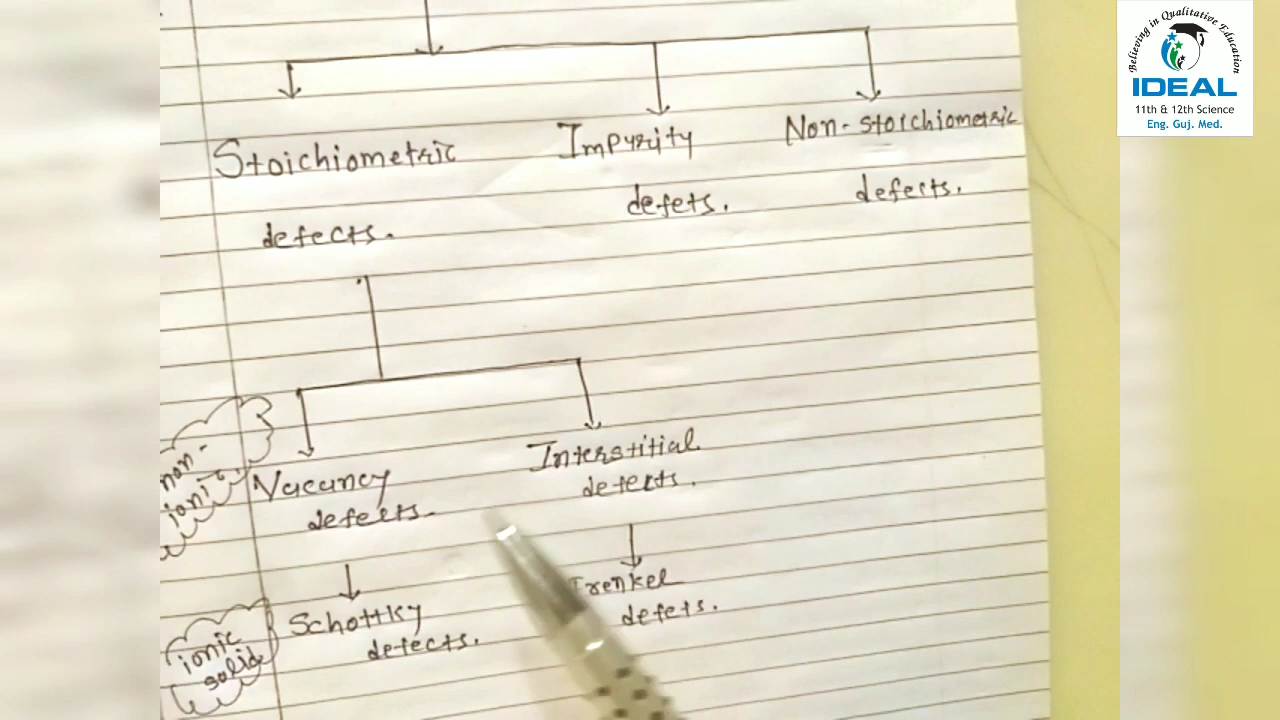 Believing in Qualitative Education
IDEAL
11th & 12th Science
Eng. Guj. Med.
Stoichiometric
defects.
Impurity
defets.
Non-stoichiometric
defects.
non-
ionic
Vacancy
defects.
Interstitial
defects.
ionic
solid
Schottky
defects.
Frenkel
defets.